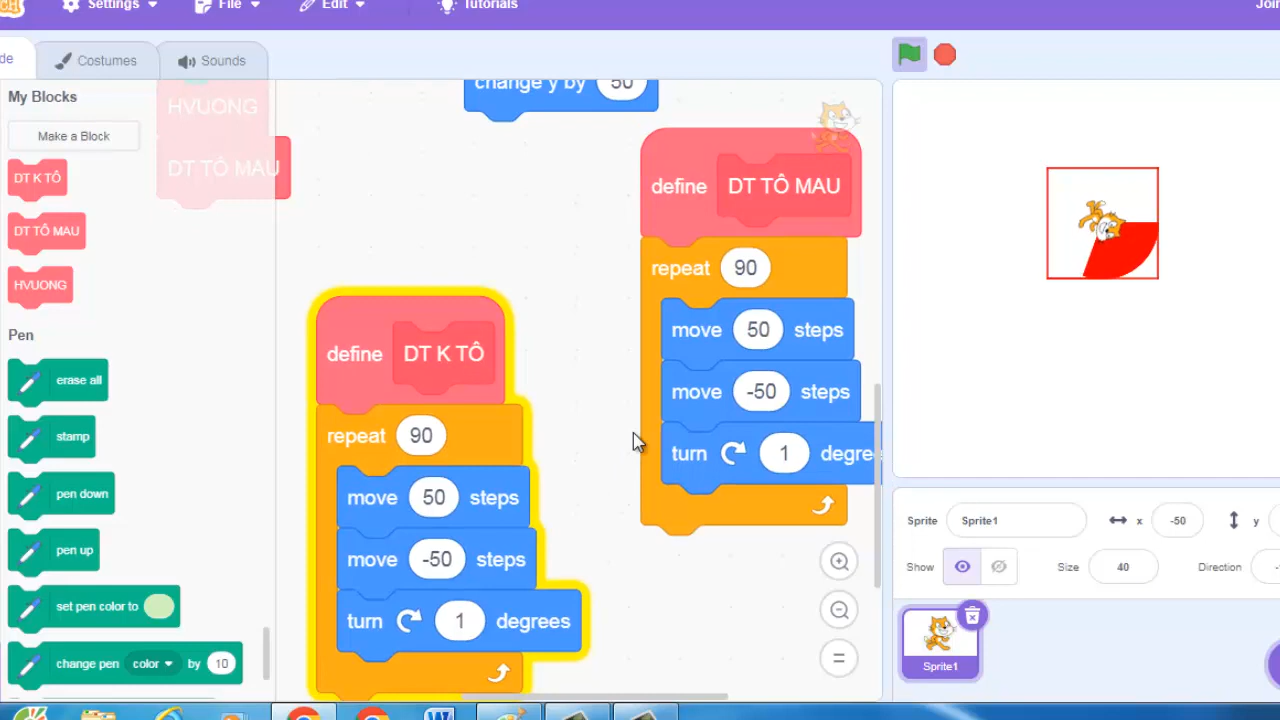 Settings
File
Edit
Tutorials
Costumes
Sounds
My Blocks
Make a Block
DT K TÔ
DT TÔ MAU
HVUONG
Pen
erase all
stamp
pen down
pen up
set pen color to
change pen color by 10
HVUONG
DT TÔ MAU
change y by 50
define DT K TÔ
repeat 90
move 50 steps
move -50 steps
turn 1 degrees
define DT TÔ MAU
repeat 90
move 50 steps
move -50 steps
turn 1
Sprite Sprite1 x -50 y
Show Size 40 Direction
Sprite1